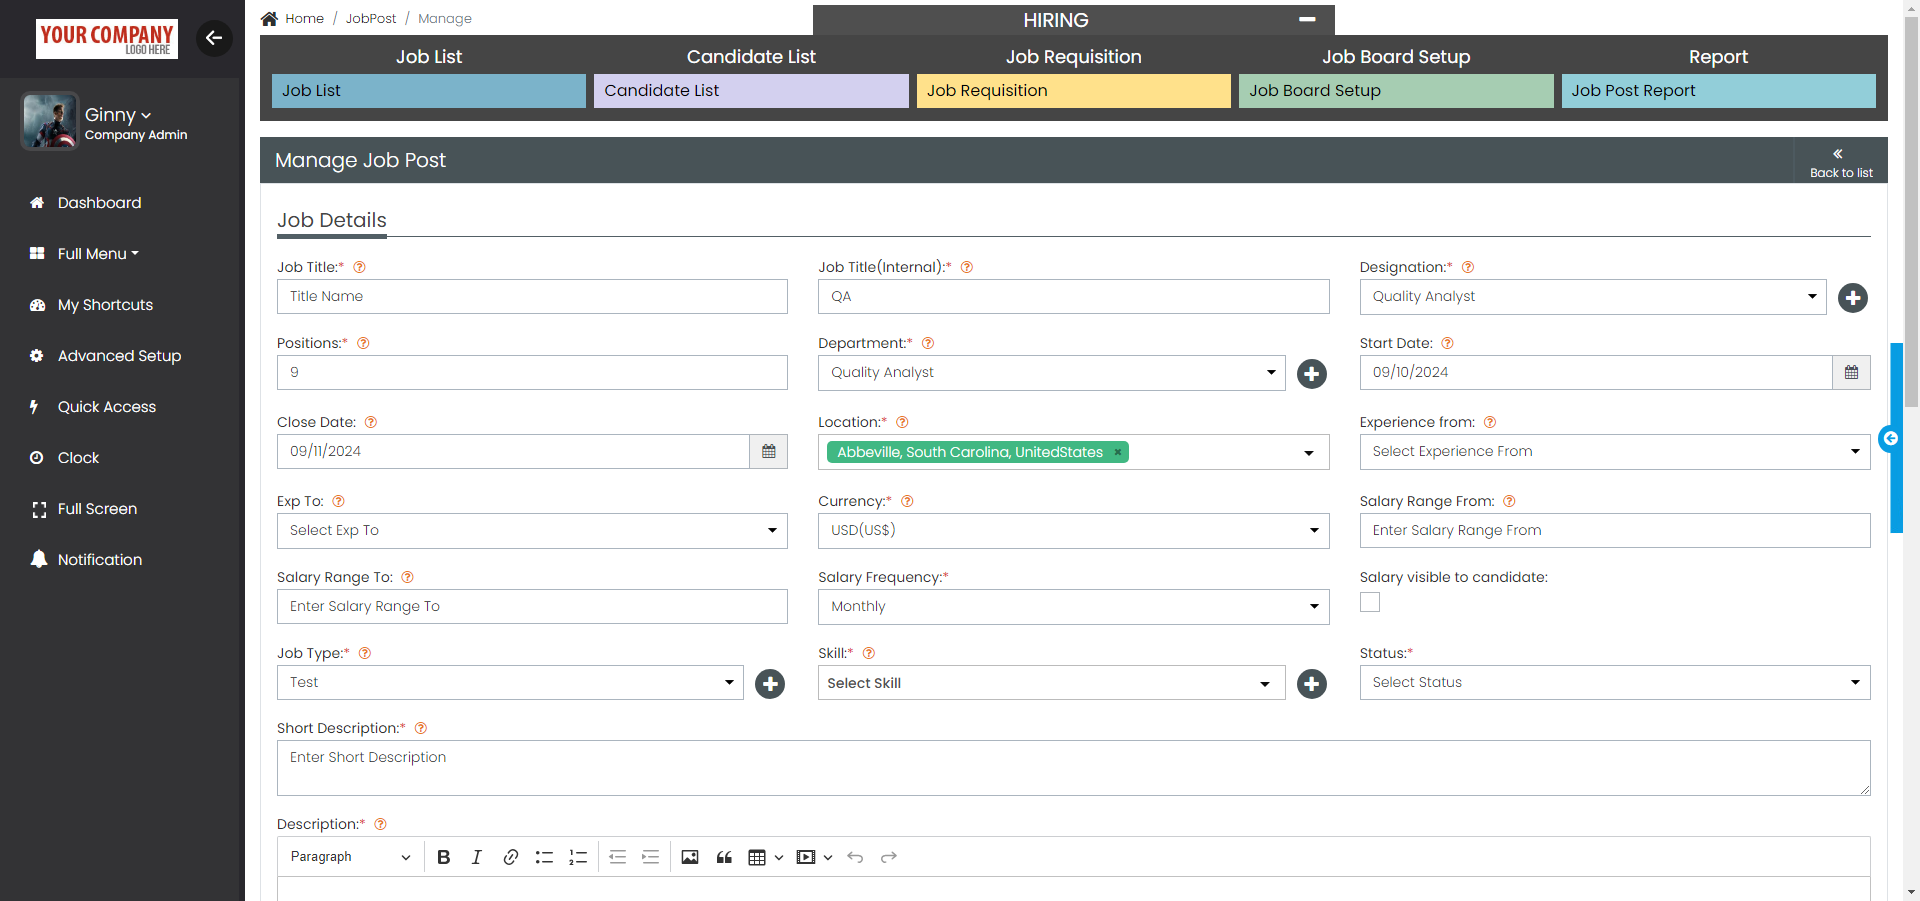 YOUR COMPANY
LOGO HERE
Home / JobPost / Manage
HIRING
Job List
Candidate List
Job Requisition
Job Board Setup
Report
Job List
Candidate List
Job Requisition
Job Board Setup
Job Post Report
Ginny
Company Admin
Dashboard
Full Menu
My Shortcuts
Advanced Setup
Quick Access
Clock
Full Screen
Notification
Manage Job Post
Back to list
Job Details
Job Title:*
Title Name
Job Title(Internal):*
QA
Designation:*
Quality Analyst
Positions:*
9
Department:*
Quality Analyst
Start Date:
09/10/2024
Close Date:
09/11/2024
Location:*
Abbeville, South Carolina, UnitedStates ×
Experience from:
Select Experience From
Exp To:
Select Exp To
Currency:*
USD(US$)
Salary Range From:
Enter Salary Range From
Salary Range To:
Enter Salary Range To
Salary Frequency:*
Monthly
Salary visible to candidate:
Job Type:*
Test
Skill:*
Select Skill
Status:*
Select Status
Short Description:*
Enter Short Description
Description:*
Paragraph